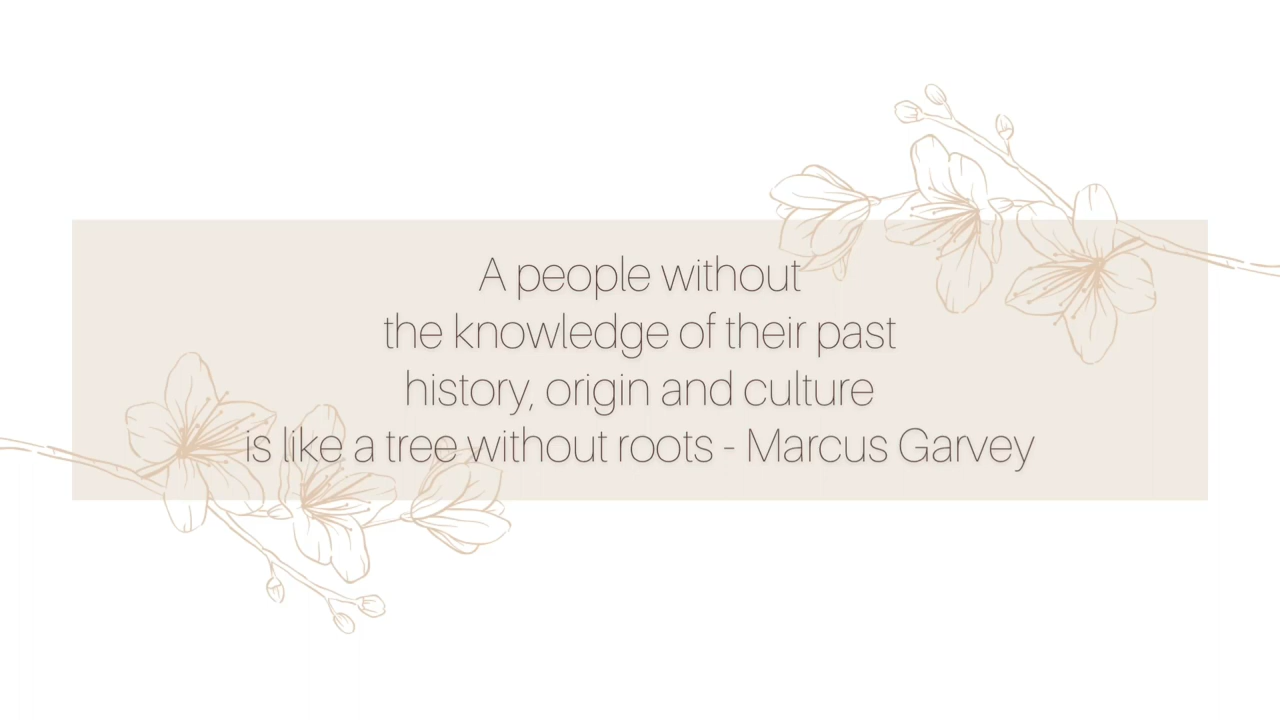 A people without
the knowledge of their past
history, origin and culture
is like a tree without roots - Marcus Garvey